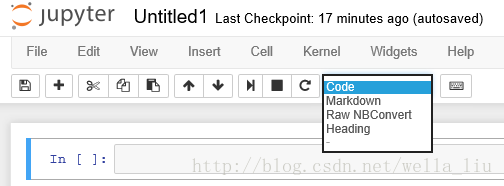 jupyter Untitled1 Last Checkpoint: 17 minutes ago (autosaved)
File Edit View Insert Cell Kernel Widgets Help
Code
Markdown
Raw NBConvert
Heading
-
In [ ]:
http://blog.csdn.net/wella_liu